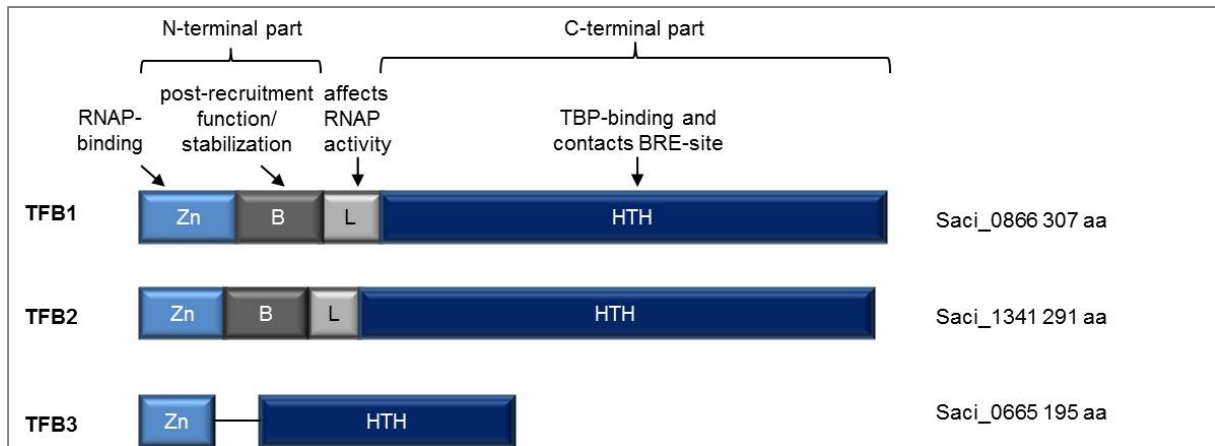 N-terminal part
C-terminal part
RNAP-
binding
post-recruitment
function/
stabilization
affects
RNAP
activity
TBP-binding and
contacts BRE-site
TFB1
Zn
B
L
HTH
Saci_0866 307 aa
TFB2
Zn
B
L
HTH
Saci_1341 291 aa
TFB3
Zn
HTH
Saci_0665 195 aa